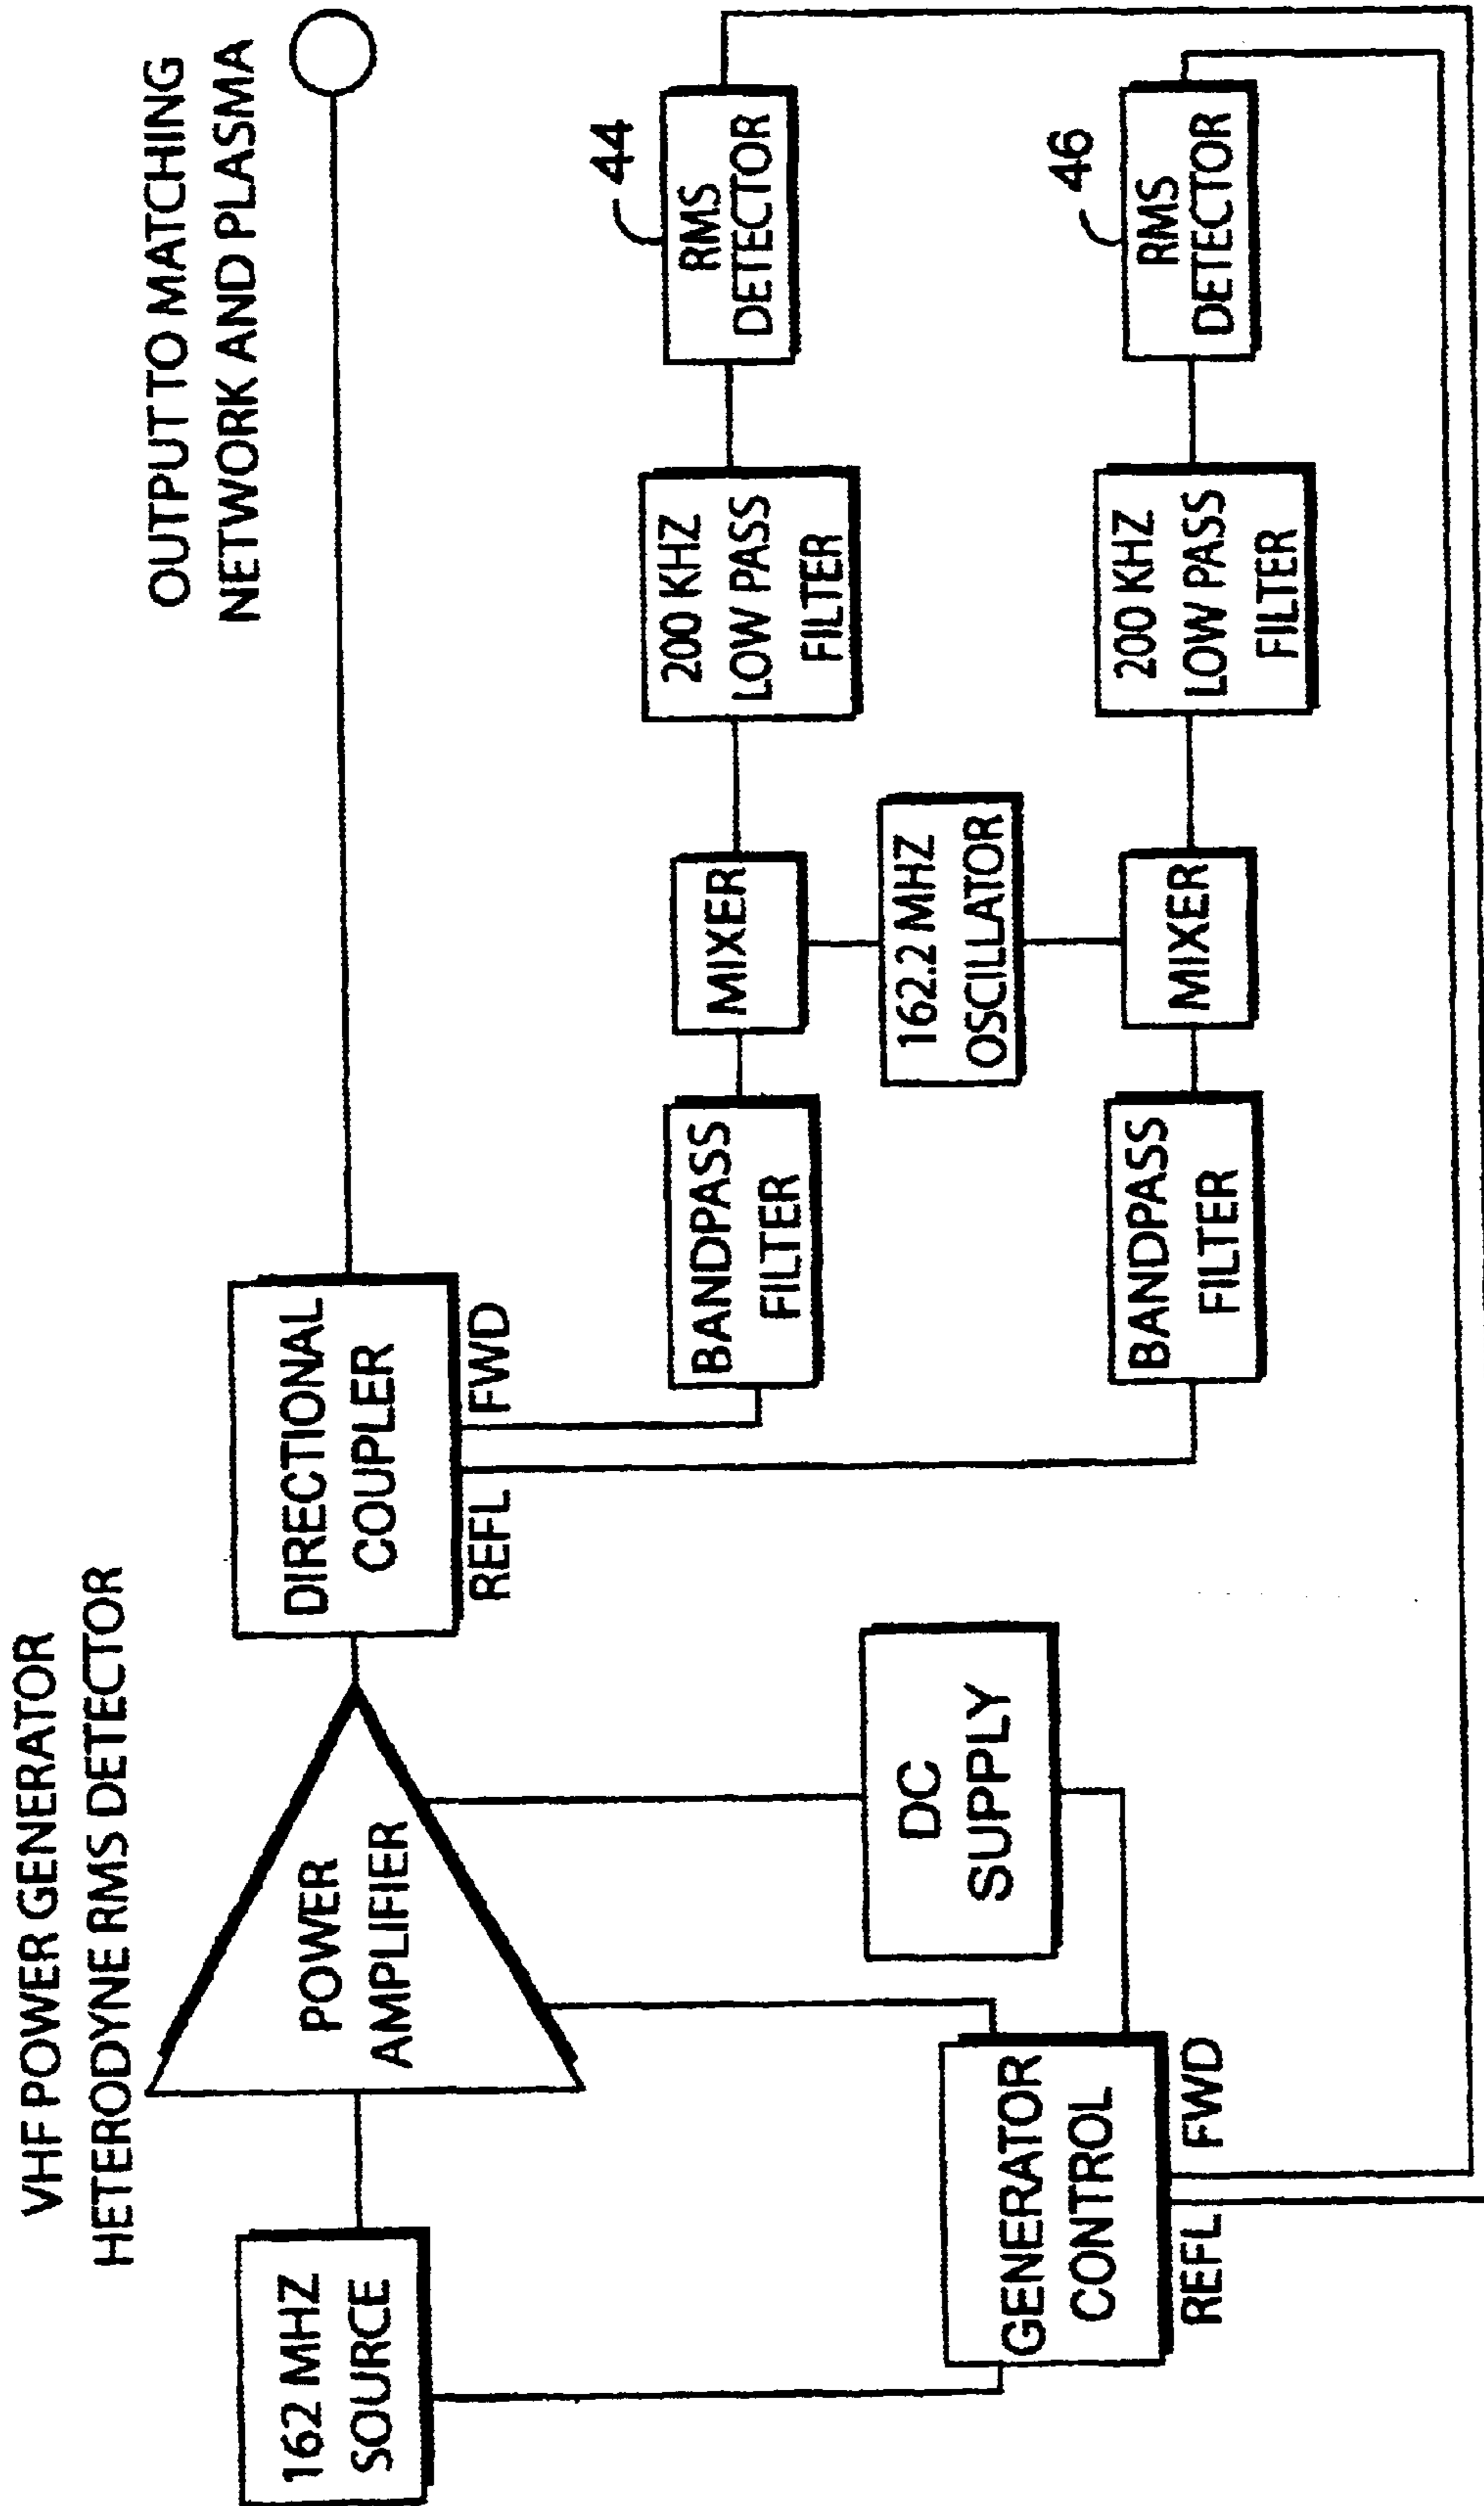 VHF POWER GENERATOR
HETERODYNE RMS DETECTOR
OUTPUT TO MATCHING
NETWORK AND PLASMA
162 MHZ
SOURCE
POWER
AMPLIFIER
DIRECTIONAL
COUPLER
REFL
FWD
44
BANDPASS
FILTER
MIXER
200 KHZ
LOW PASS
FILTER
RMS
DETECTOR
DC
SUPPLY
162.2 MHZ
OSCILLATOR
GENERATOR
CONTROL
REFL
FWD
46
BANDPASS
FILTER
MIXER
200 KHZ
LOW PASS
FILTER
RMS
DETECTOR